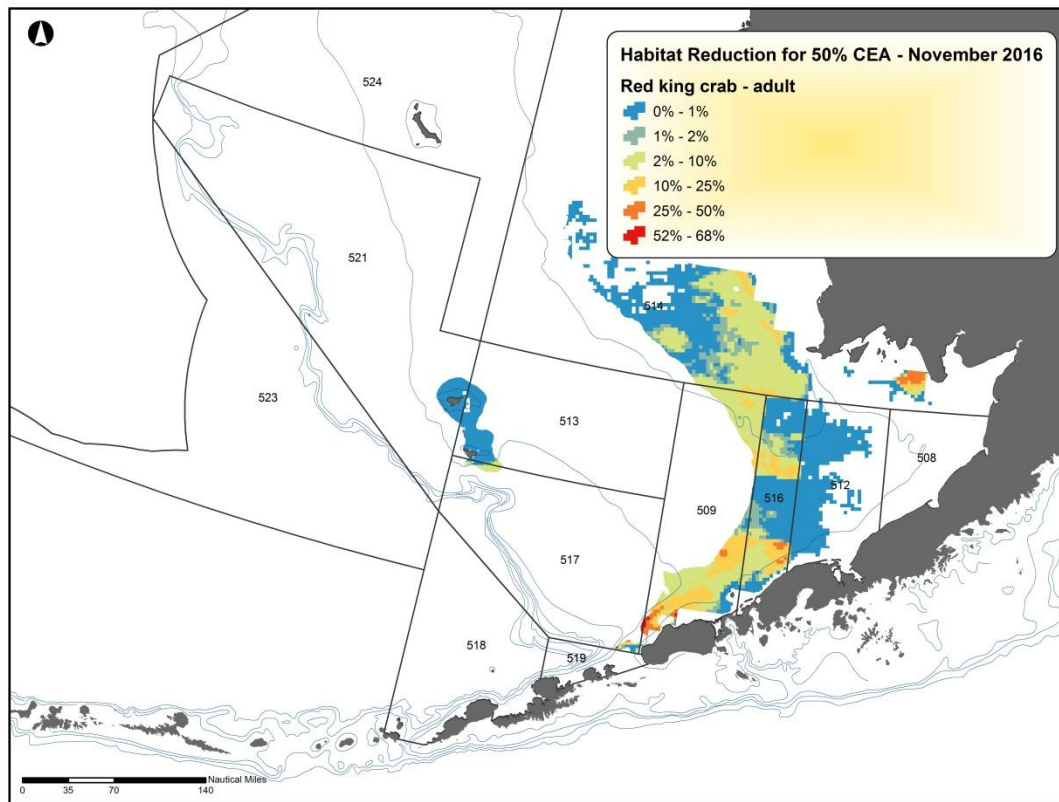 Habitat Reduction for 50% CEA - November 2016
Red king crab - adult
0% - 1%
1% - 2%
2% - 10%
10% - 25%
25% - 50%
52% - 68%
524
521
514
523
513
508
512
509
516
517
518
519
Nautical Miles
0 35 70 140